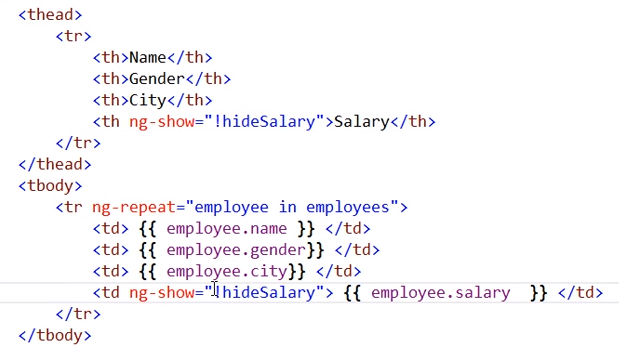 <thead>
<tr>
<th>Name</th>
<th>Gender</th>
<th>City</th>
<th ng-show="!hideSalary">Salary</th>
</tr>
</thead>
<tbody>
<tr ng-repeat="employee in employees">
<td> {{ employee.name }} </td>
<td> {{ employee.gender}} </td>
<td> {{ employee.city}} </td>
<td ng-show="!hideSalary"> {{ employee.salary  }} </td>
</tr>
</tbody>